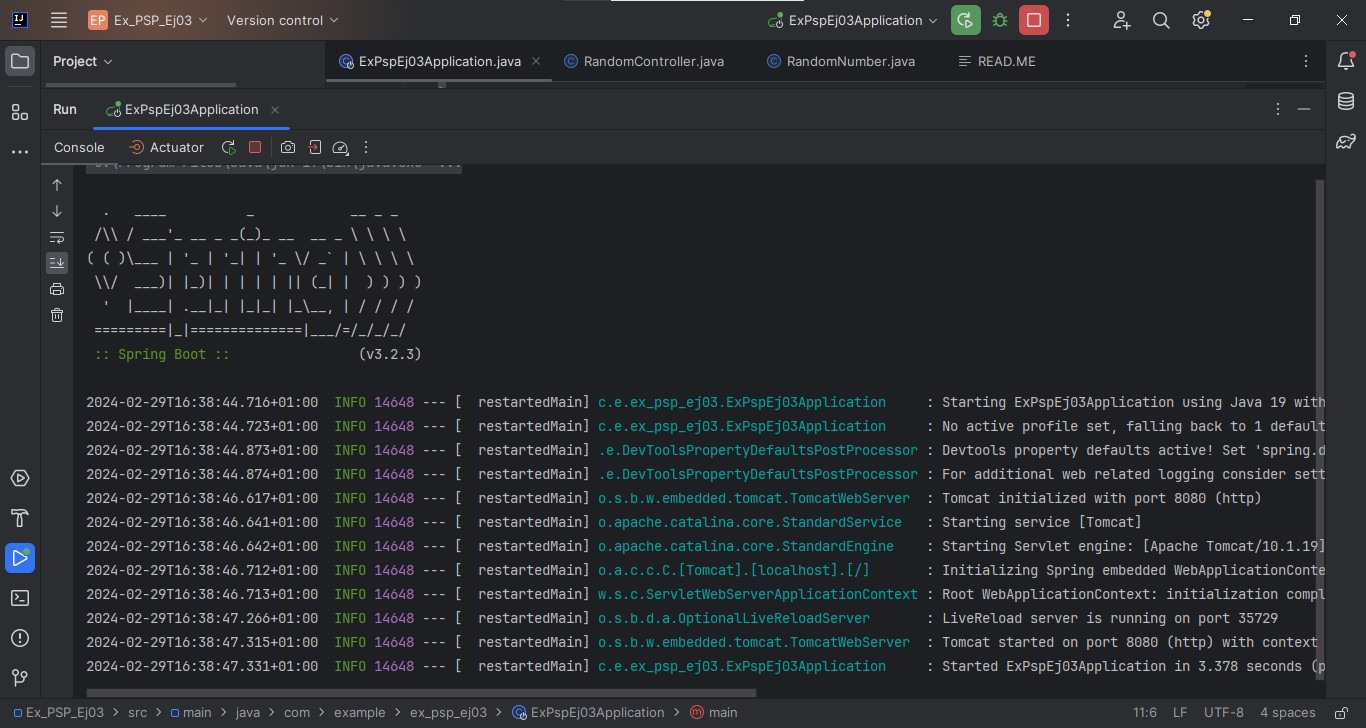 EP Ex_PSP_Ej03 Version control ExPspEj03Application
Project ExPspEj03Application.java RandomController.java RandomNumber.java READ.ME
Run ExPspEj03Application
Console Actuator
  .   ____          _            __ _ _
 /\\ / ___'_ __ _ _(_)_ __  __ _ \ \ \ \
( ( )\___ | '_ | '_| | '_ \/ _` | \ \ \ \
 \\/  ___)| |_)| | | | | || (_| |  ) ) ) )
  '  |____| .__|_| |_|_| |_\__, | / / / /
 =========|_|==============|___/=/_/_/_/
 :: Spring Boot ::                (v3.2.3)
2024-02-29T16:38:44.716+01:00  INFO 14648 --- [  restartedMain] c.e.ex_psp_ej03.ExPspEj03Application     : Starting ExPspEj03Application using Java 19 with
2024-02-29T16:38:44.723+01:00  INFO 14648 --- [  restartedMain] c.e.ex_psp_ej03.ExPspEj03Application     : No active profile set, falling back to 1 default
2024-02-29T16:38:44.873+01:00  INFO 14648 --- [  restartedMain] .e.DevToolsPropertyDefaultsPostProcessor : Devtools property defaults active! Set 'spring.d
2024-02-29T16:38:44.874+01:00  INFO 14648 --- [  restartedMain] .e.DevToolsPropertyDefaultsPostProcessor : For additional web related logging consider sett
2024-02-29T16:38:46.617+01:00  INFO 14648 --- [  restartedMain] o.s.b.w.embedded.tomcat.TomcatWebServer  : Tomcat initialized with port 8080 (http)
2024-02-29T16:38:46.641+01:00  INFO 14648 --- [  restartedMain] o.apache.catalina.core.StandardService   : Starting service [Tomcat]
2024-02-29T16:38:46.642+01:00  INFO 14648 --- [  restartedMain] o.apache.catalina.core.StandardEngine    : Starting Servlet engine: [Apache Tomcat/10.1.19]
2024-02-29T16:38:46.712+01:00  INFO 14648 --- [  restartedMain] o.a.c.c.C.[Tomcat].[localhost].[/]       : Initializing Spring embedded WebApplicationConte
2024-02-29T16:38:46.713+01:00  INFO 14648 --- [  restartedMain] w.s.c.ServletWebServerApplicationContext : Root WebApplicationContext: initialization compl
2024-02-29T16:38:47.266+01:00  INFO 14648 --- [  restartedMain] o.s.b.d.a.OptionalLiveReloadServer       : LiveReload server is running on port 35729
2024-02-29T16:38:47.315+01:00  INFO 14648 --- [  restartedMain] o.s.b.w.embedded.tomcat.TomcatWebServer  : Tomcat started on port 8080 (http) with context
2024-02-29T16:38:47.331+01:00  INFO 14648 --- [  restartedMain] c.e.ex_psp_ej03.ExPspEj03Application     : Started ExPspEj03Application in 3.378 seconds (p
Ex_PSP_Ej03 > src > main > java > com > example > ex_psp_ej03 > ExPspEj03Application > main 11:6 LF UTF-8 4 spaces